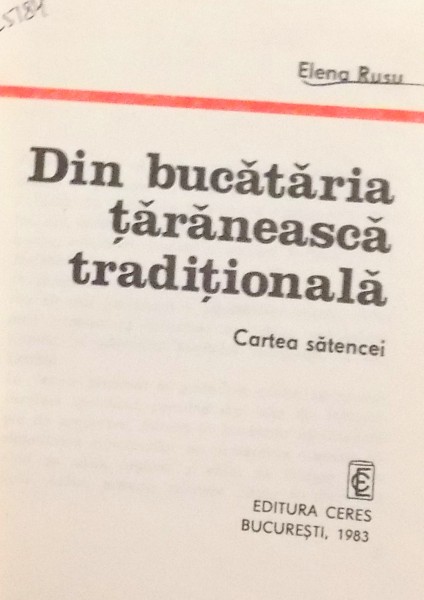 Elena Rusu
Din bucătăria
țărănească
tradițională
Cartea sătencei
EDITURA CERES
BUCUREȘTI, 1983